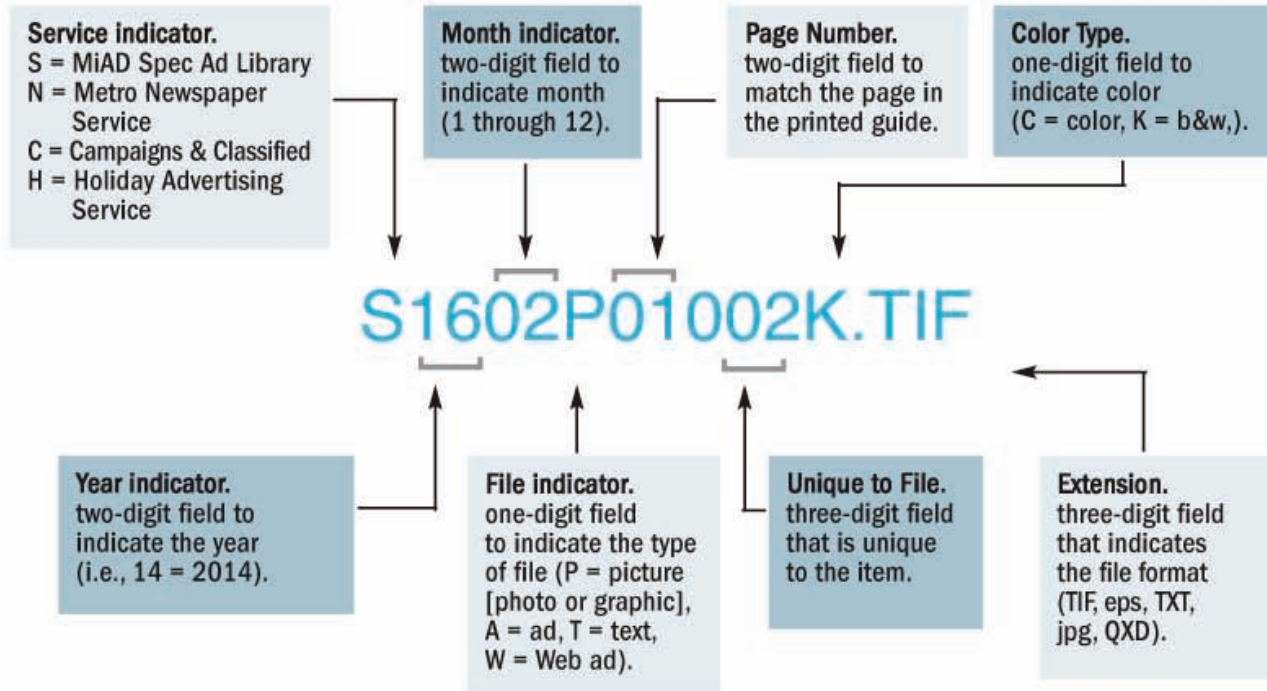 Service indicator.
S = MiAD Spec Ad Library
N = Metro Newspaper
Service
C = Campaigns & Classified
H = Holiday Advertising
Service
Month indicator.
two-digit field to
indicate month
(1 through 12).
Page Number.
two-digit field to
match the page in
the printed guide.
Color Type.
one-digit field to
indicate color
(C = color, K = b&w,).
S1602P01002K.TIF
Year indicator.
two-digit field to
indicate the year
(i.e., 14 = 2014).
File indicator.
one-digit field
to indicate the type
of file (P = picture
[photo or graphic],
A = ad, T = text,
W = Web ad).
Unique to File.
three-digit field
that is unique
to the item.
Extension.
three-digit field
that indicates
the file format
(TIF, eps, TXT,
jpg, QXD).